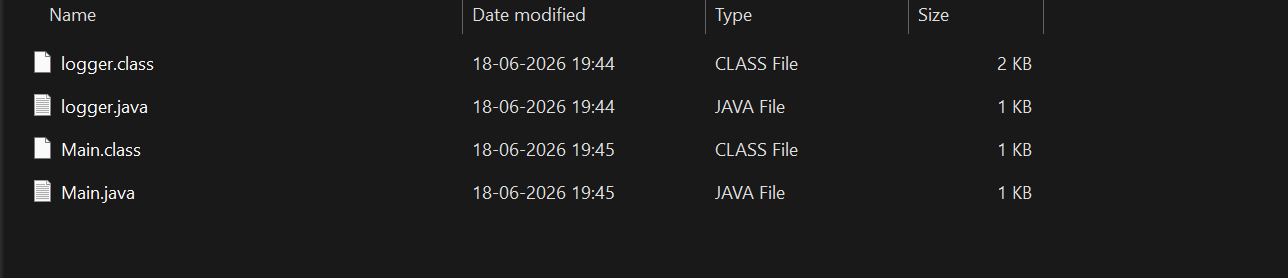 Name Date modified Type Size
logger.class 18-06-2026 19:44 CLASS File 2 KB
logger.java 18-06-2026 19:44 JAVA File 1 KB
Main.class 18-06-2026 19:45 CLASS File 1 KB
Main.java 18-06-2026 19:45 JAVA File 1 KB